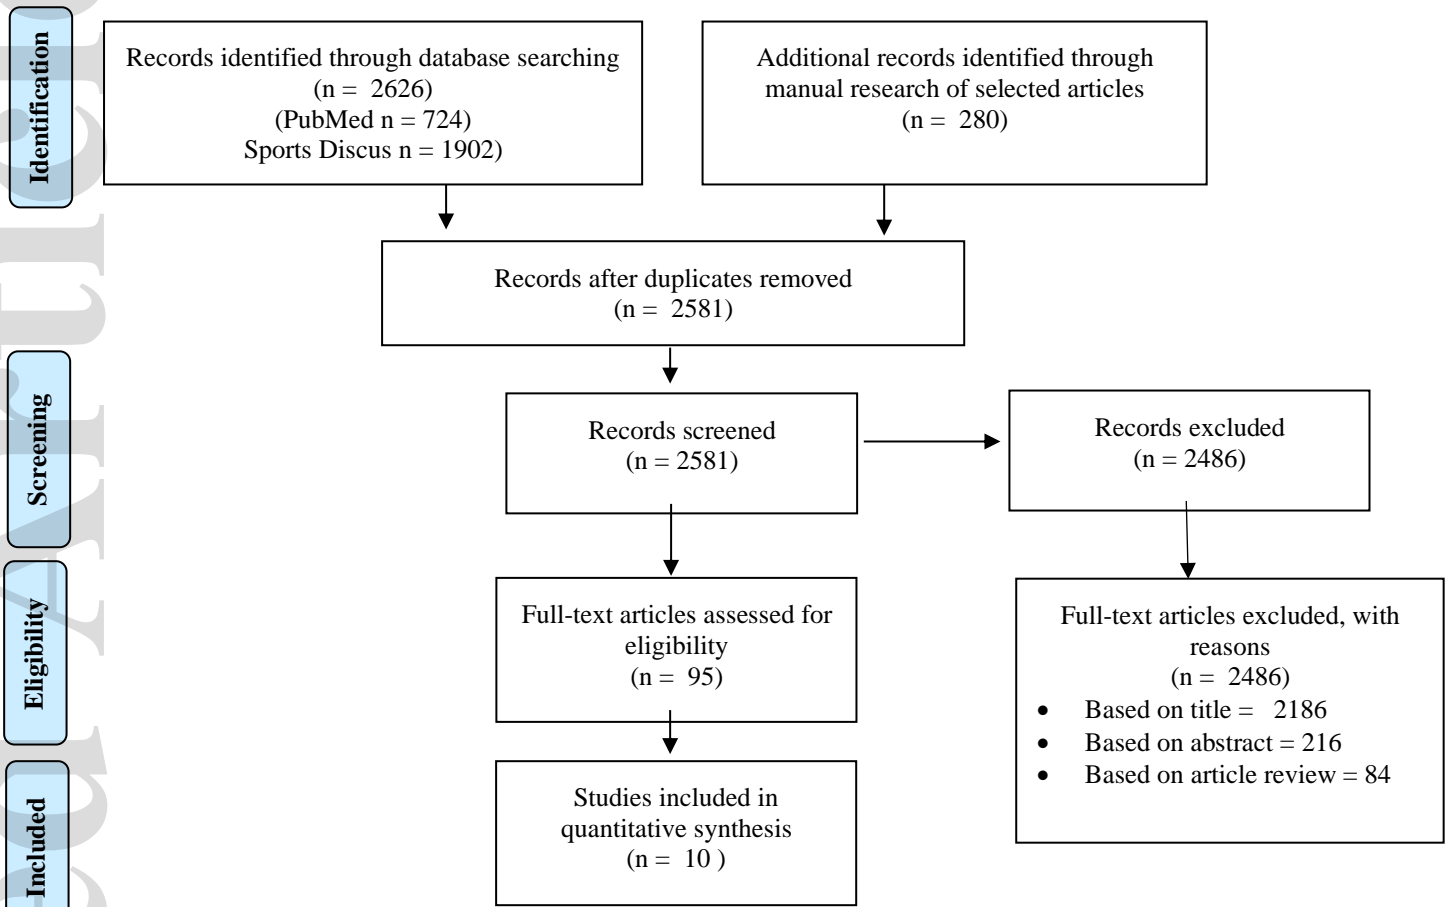 Identification
Records identified through database searching
(n = 2626)
(PubMed n = 724)
Sports Discus n = 1902)
Additional records identified through
manual research of selected articles
(n = 280)
Records after duplicates removed
(n = 2581)
Screening
Records screened
(n = 2581)
Records excluded
(n = 2486)
Eligibility
Full-text articles assessed for
eligibility
(n = 95)
Full-text articles excluded, with
reasons
(n = 2486)
• Based on title = 2186
• Based on abstract = 216
• Based on article review = 84
Included
Studies included in
quantitative synthesis
(n = 10 )